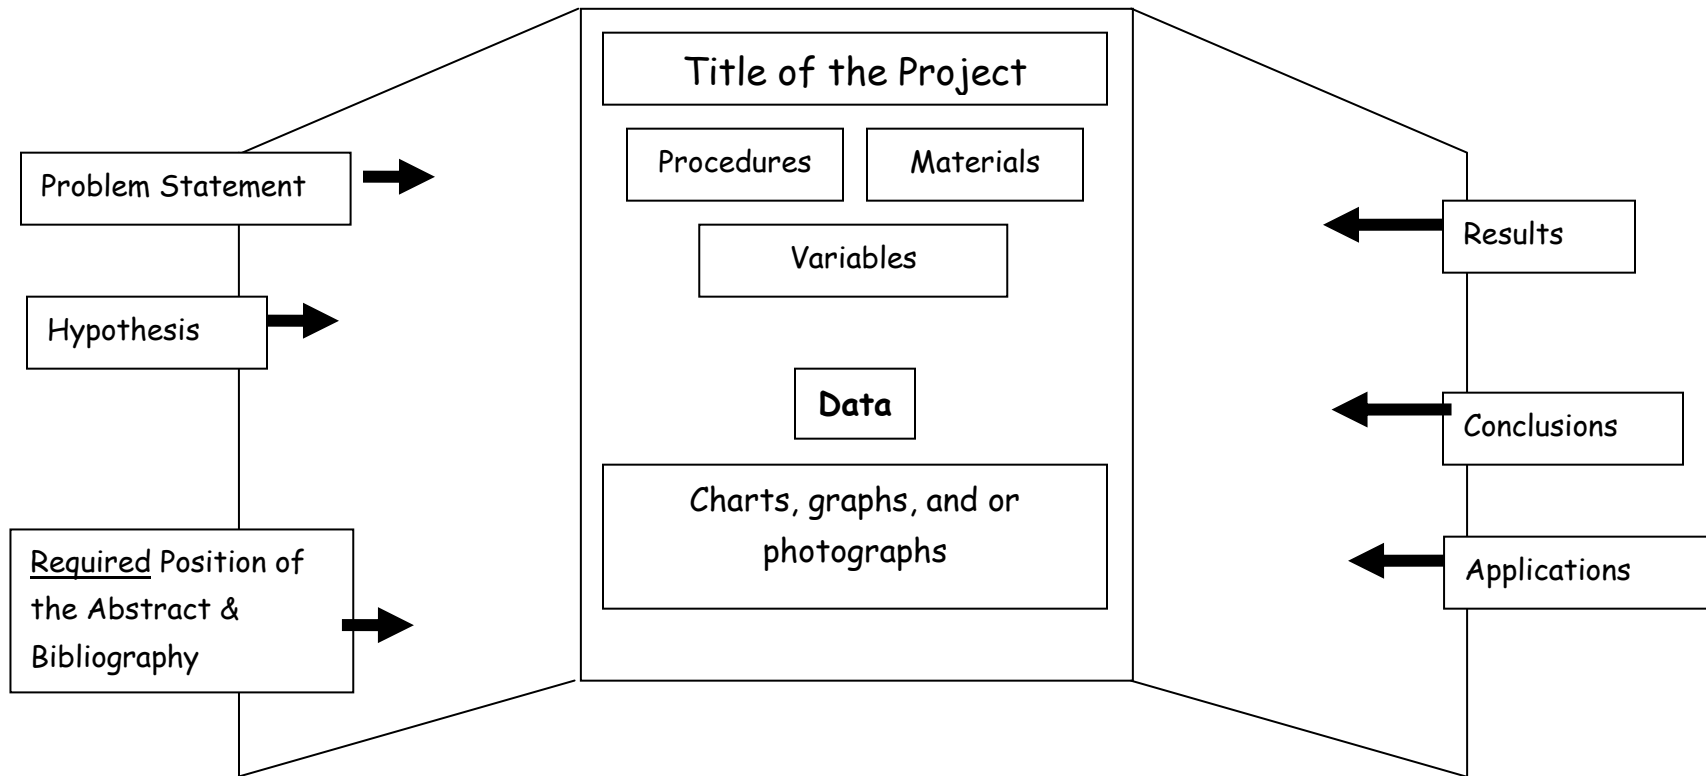 Title of the Project
Procedures
Materials
Variables
Data
Charts, graphs, and or
photographs
Problem Statement
Hypothesis
Required Position of
the Abstract &
Bibliography
Results
Conclusions
Applications